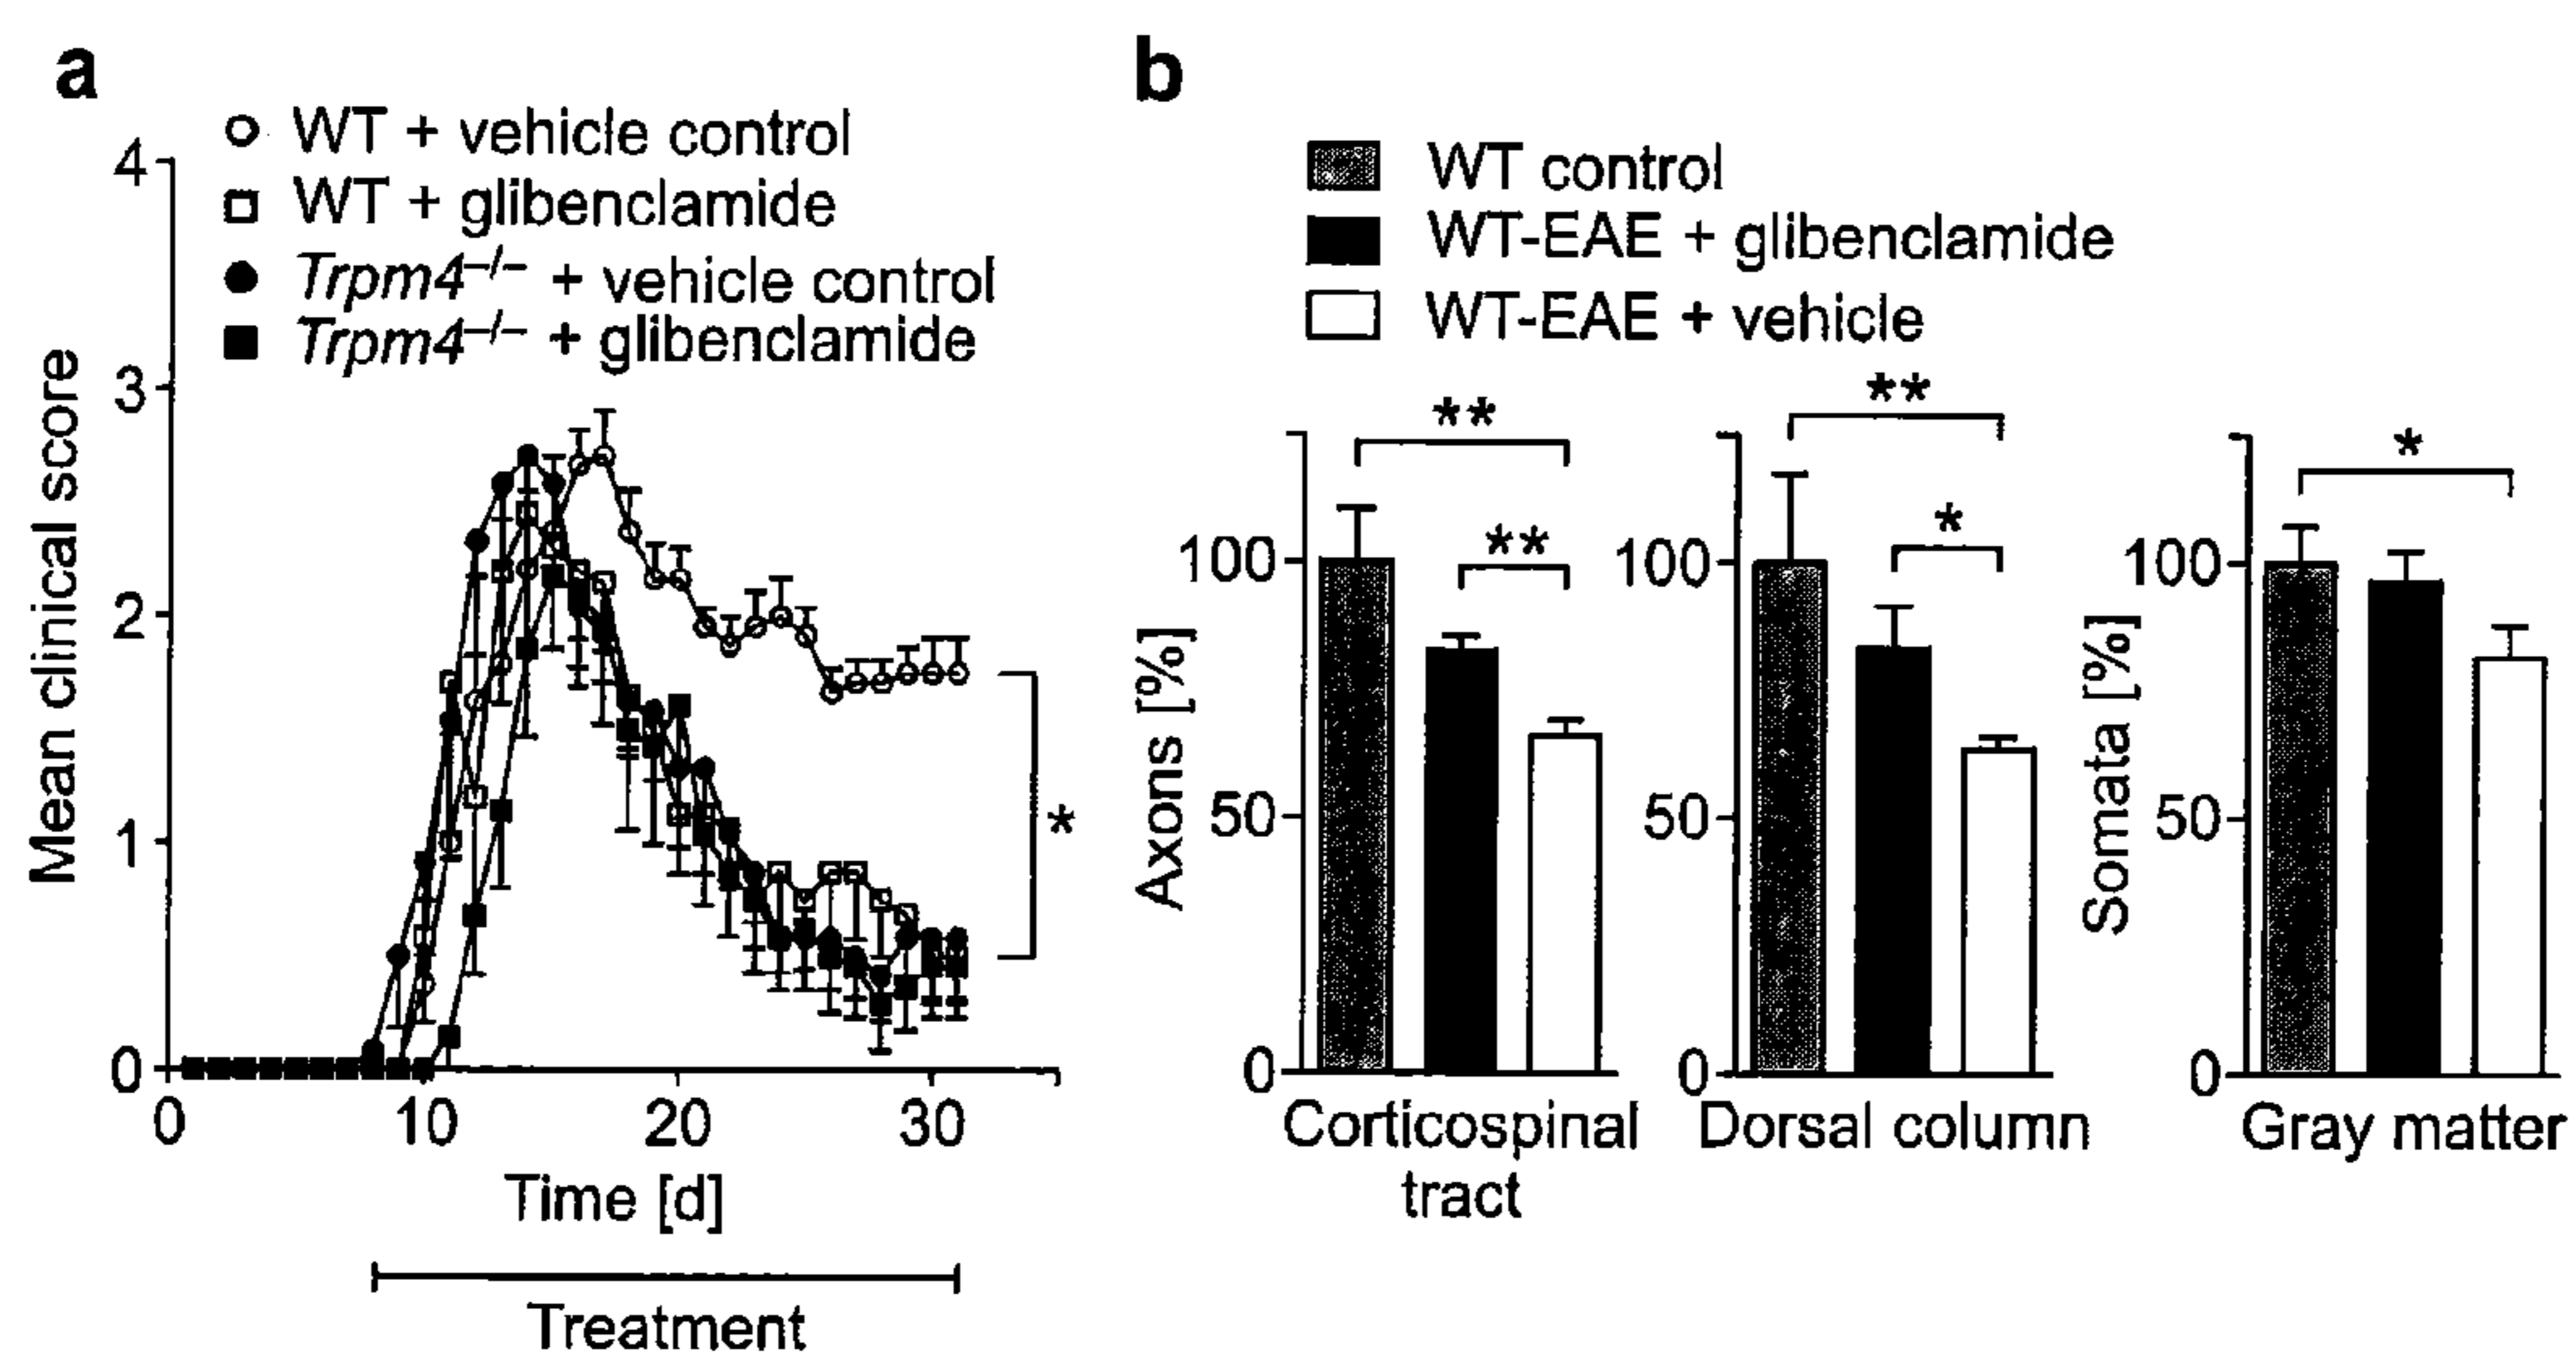 a
WT + vehicle control
WT + glibenclamide
Trpm4–/– + vehicle control
Trpm4–/– + glibenclamide
Mean clinical score
4
3
2
1
0
0 10 20 30
Time [d]
Treatment
*
b
WT control
WT-EAE + glibenclamide
WT-EAE + vehicle
Axons [%]
100
50
0
**
**
Corticospinal
tract
100
50
0
**
*
Dorsal column
Somata [%]
100
50
0
*
Gray matter